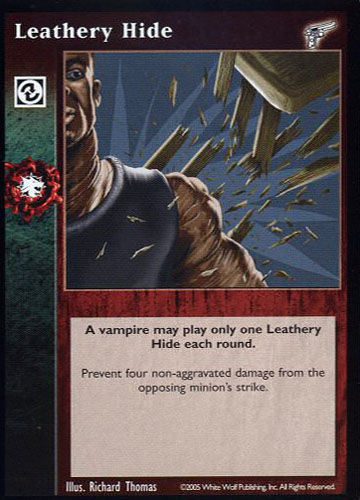 Leathery Hide
A vampire may play only one Leathery
Hide each round.
Prevent four non-aggravated damage from the
opposing minion's strike.
Illus. Richard Thomas
©2005 White Wolf Publishing, Inc. All Rights Reserved.